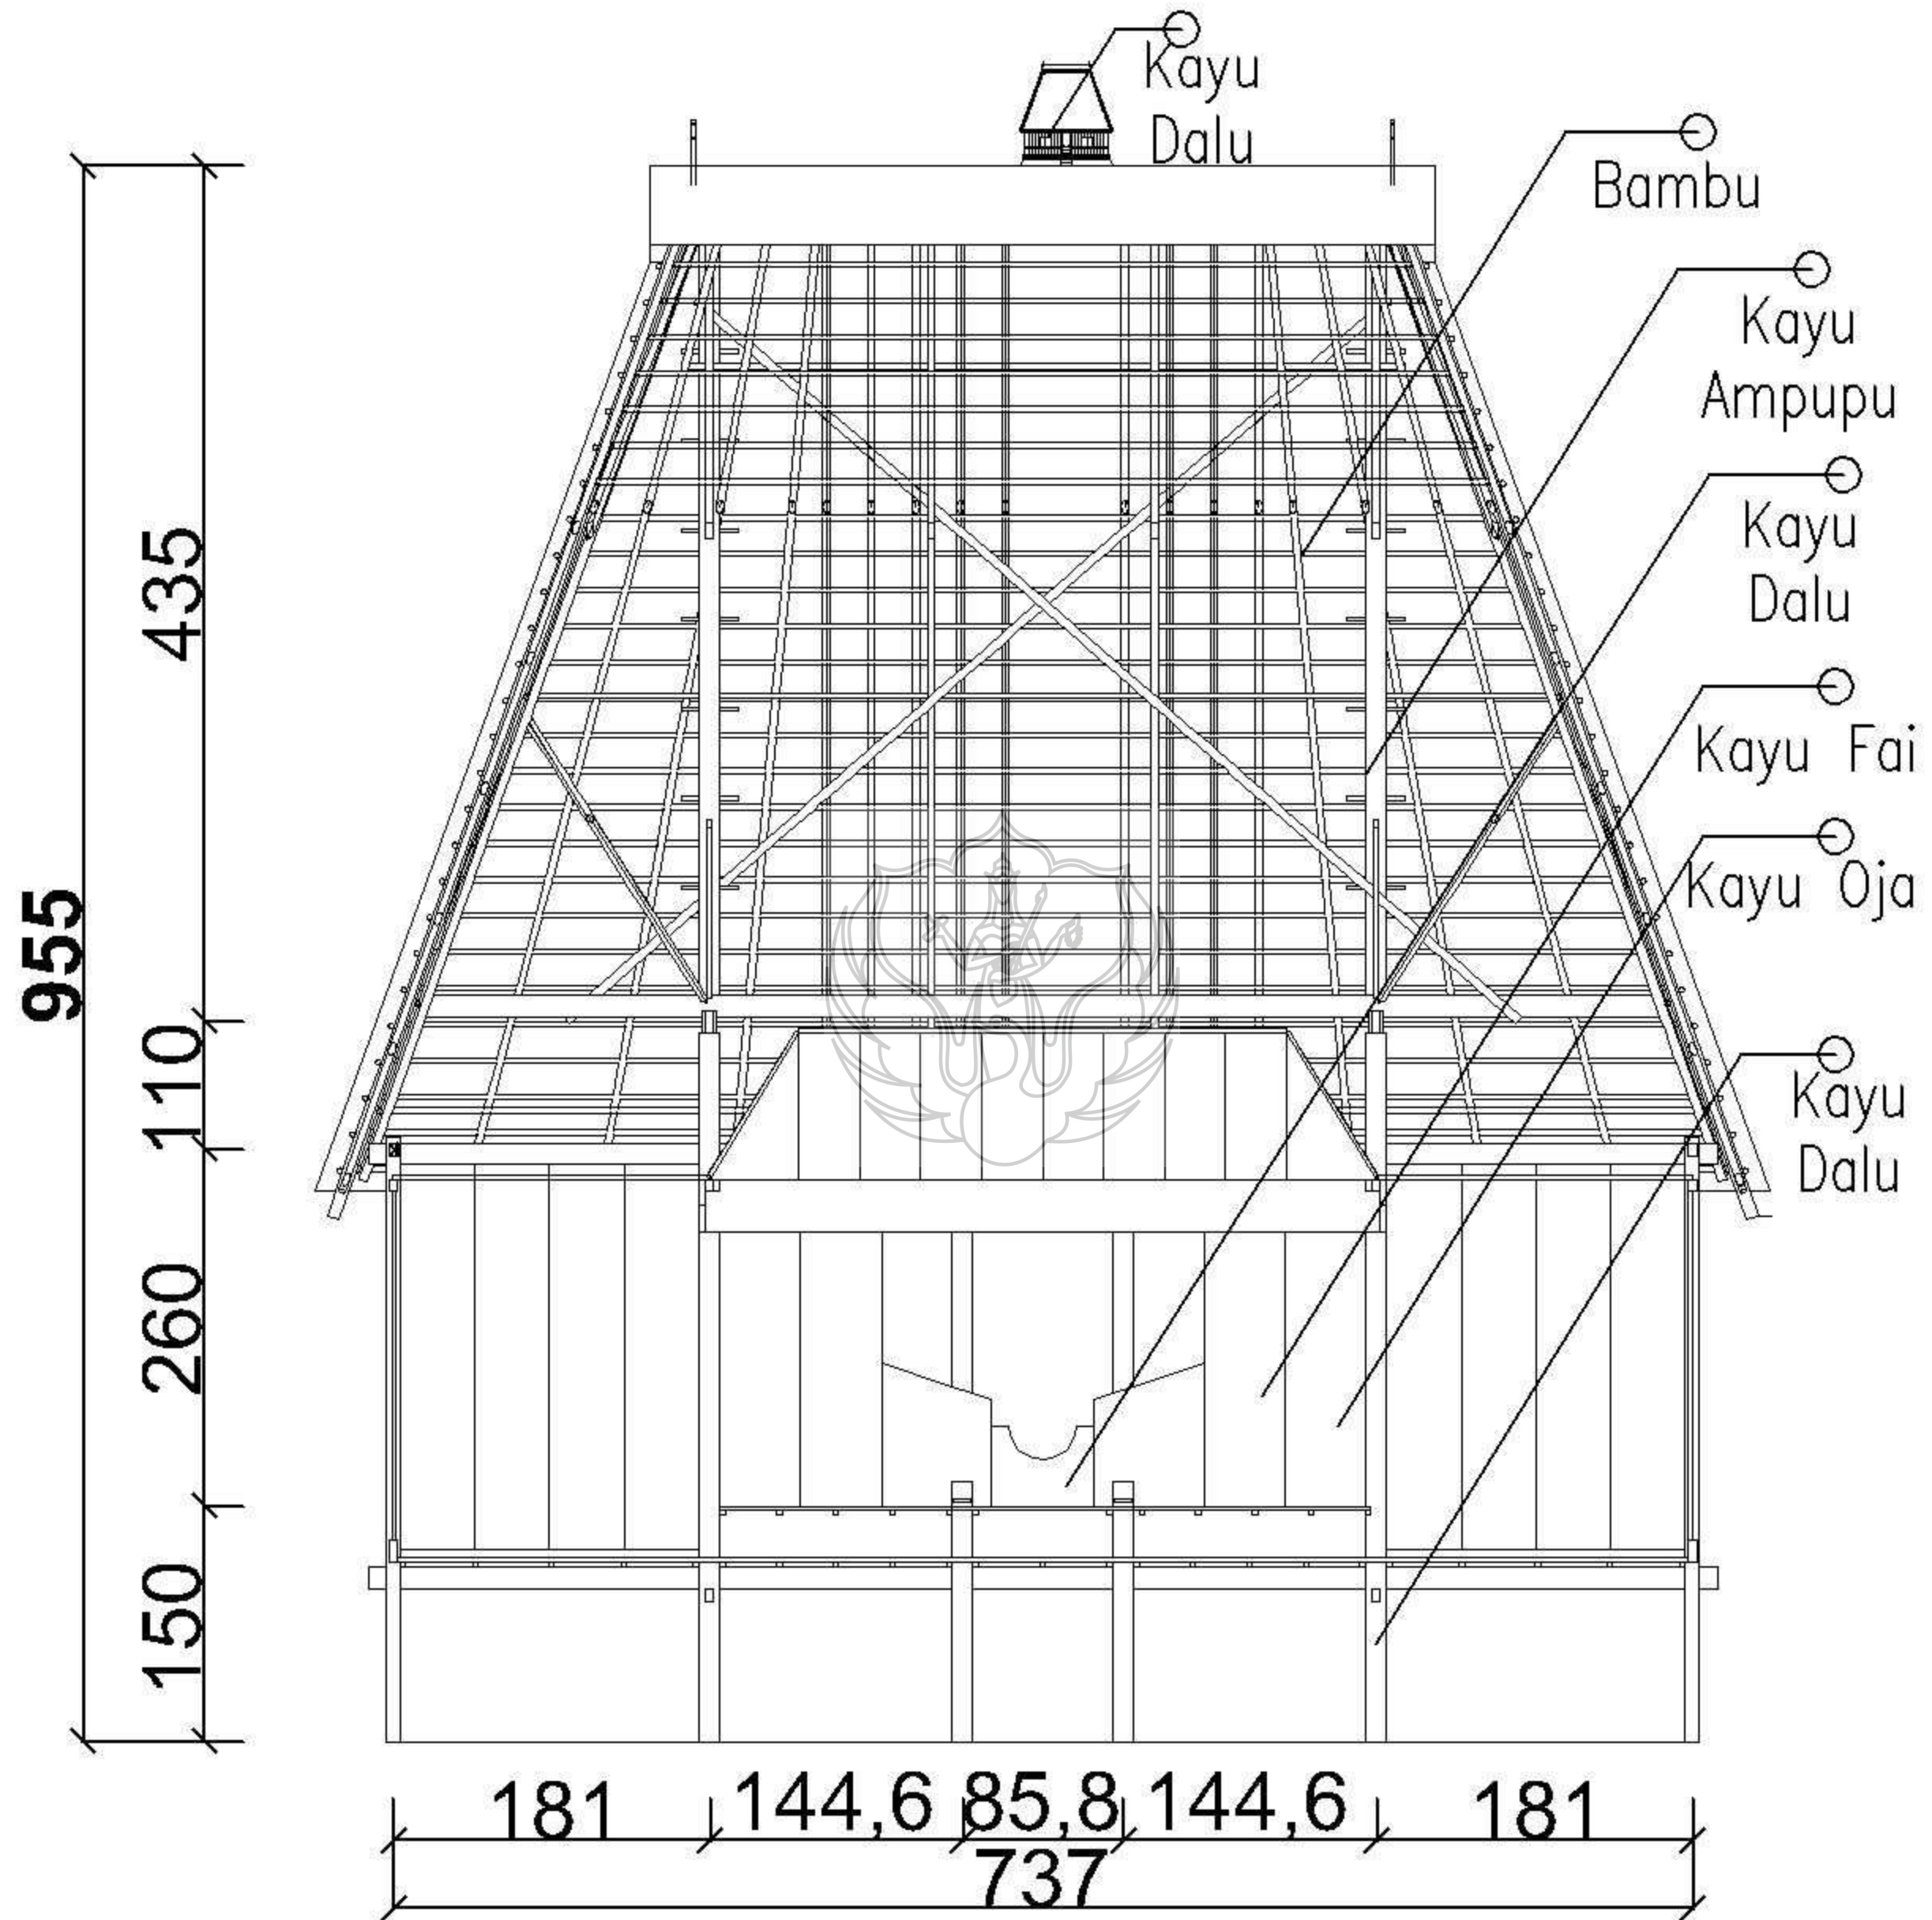 Kayu
Dalu
Bambu
Kayu
Ampupu
Kayu
Dalu
Kayu Fai
Kayu Oja
Kayu
Dalu
955
435
110
260
150
181
144,6
85,8
144,6
181
737